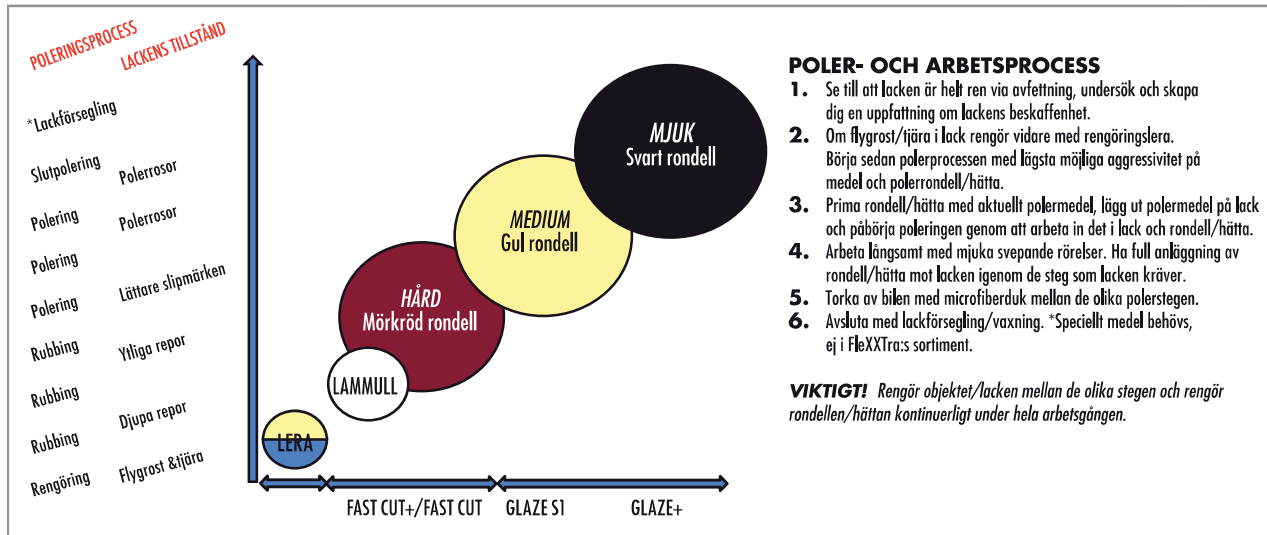 POLERINGSPROCESS
LACKENS TILLSTÅND
*Lackförsegling
Slutpolering
Polerrosor
Polering
Polerrosor
Polering
Polering
Lättare slipmärken
Rubbing
Ytliga repor
Rubbing
Rubbing
Djupa repor
Rengöring
Flygrost &tjära
MJUK
Svart rondell
MEDIUM
Gul rondell
HÅRD
Mörkröd rondell
LAMMULL
LERA
FAST CUT+/FAST CUT
GLAZE S1
GLAZE+
POLER- OCH ARBETSPROCESS
1. Se till att lacken är helt ren via avfettning, undersök och skapa
dig en uppfattning om lackens beskaffenhet.
2. Om flygrost/tjära i lack rengör vidare med rengöringslera.
Börja sedan polerprocessen med lägsta möjliga aggressivitet på
medel och polerrondell/hätta.
3. Prima rondell/hätta med aktuellt polermedel, lägg ut polermedel på lack
och påbörja poleringen genom att arbeta in det i lack och rondell/hätta.
4. Arbeta långsamt med mjuka svepande rörelser. Ha full anläggning av
rondell/hätta mot lacken igenom de steg som lacken kräver.
5. Torka av bilen med microfiberduk mellan de olika polerstegen.
6. Avsluta med lackförsegling/vaxning. *Speciellt medel behövs,
ej i FleXXTra:s sortiment.
VIKTIGT! Rengör objektet/lacken mellan de olika stegen och rengör
rondellen/hättan kontinuerligt under hela arbetsgången.